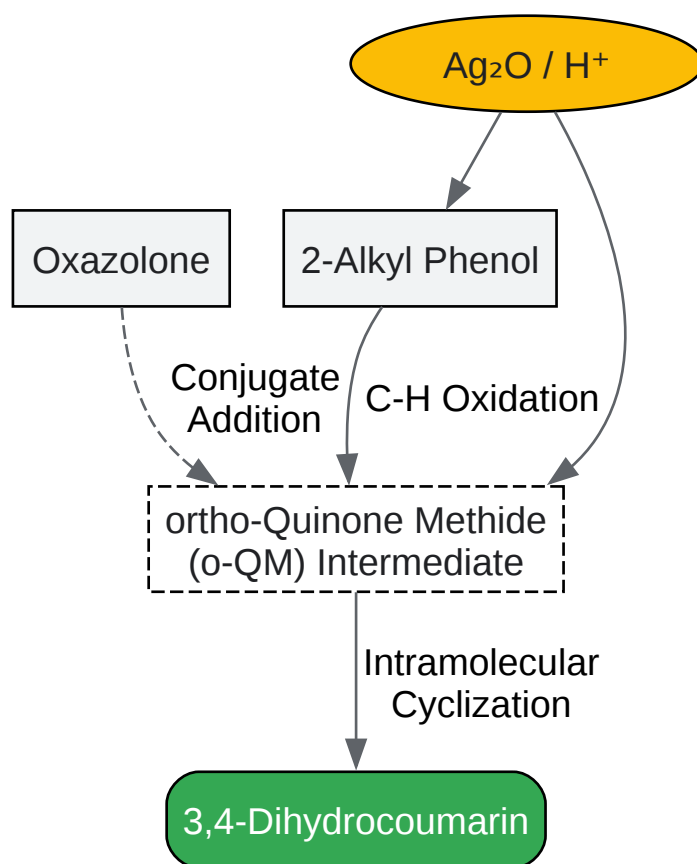 Ag₂O / H⁺
Oxazolone
2-Alkyl Phenol
Conjugate
Addition
C-H Oxidation
ortho-Quinone Methide
(o-QM) Intermediate
Intramolecular
Cyclization
3,4-Dihydrocoumarin